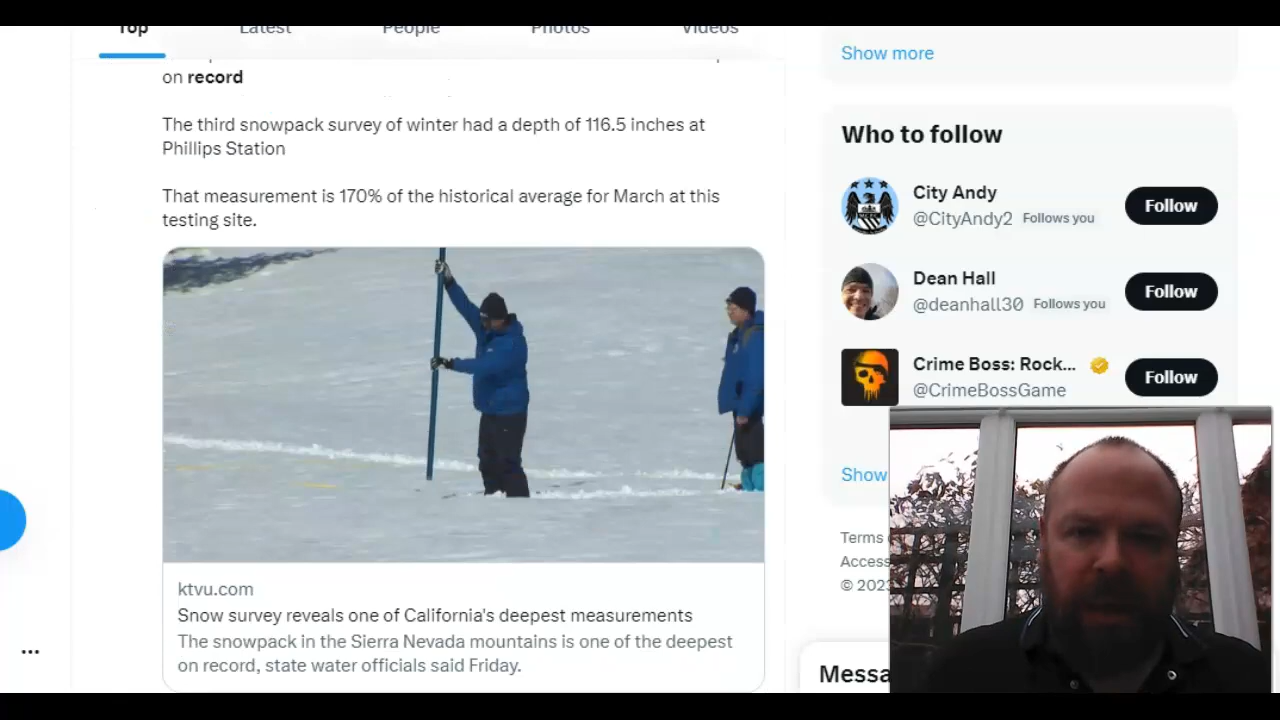 Top
Latest
People
Photos
Videos
on record
The third snowpack survey of winter had a depth of 116.5 inches at
Phillips Station
That measurement is 170% of the historical average for March at this
testing site.
ktvu.com
Snow survey reveals one of California's deepest measurements
The snowpack in the Sierra Nevada mountains is one of the deepest
on record, state water officials said Friday.
Show more
Who to follow
City Andy
@CityAndy2 Follows you
Follow
Dean Hall
@deanhall30 Follows you
Follow
Crime Boss: Rock...
@CrimeBossGame
Follow
Show
Terms
Access
Messa